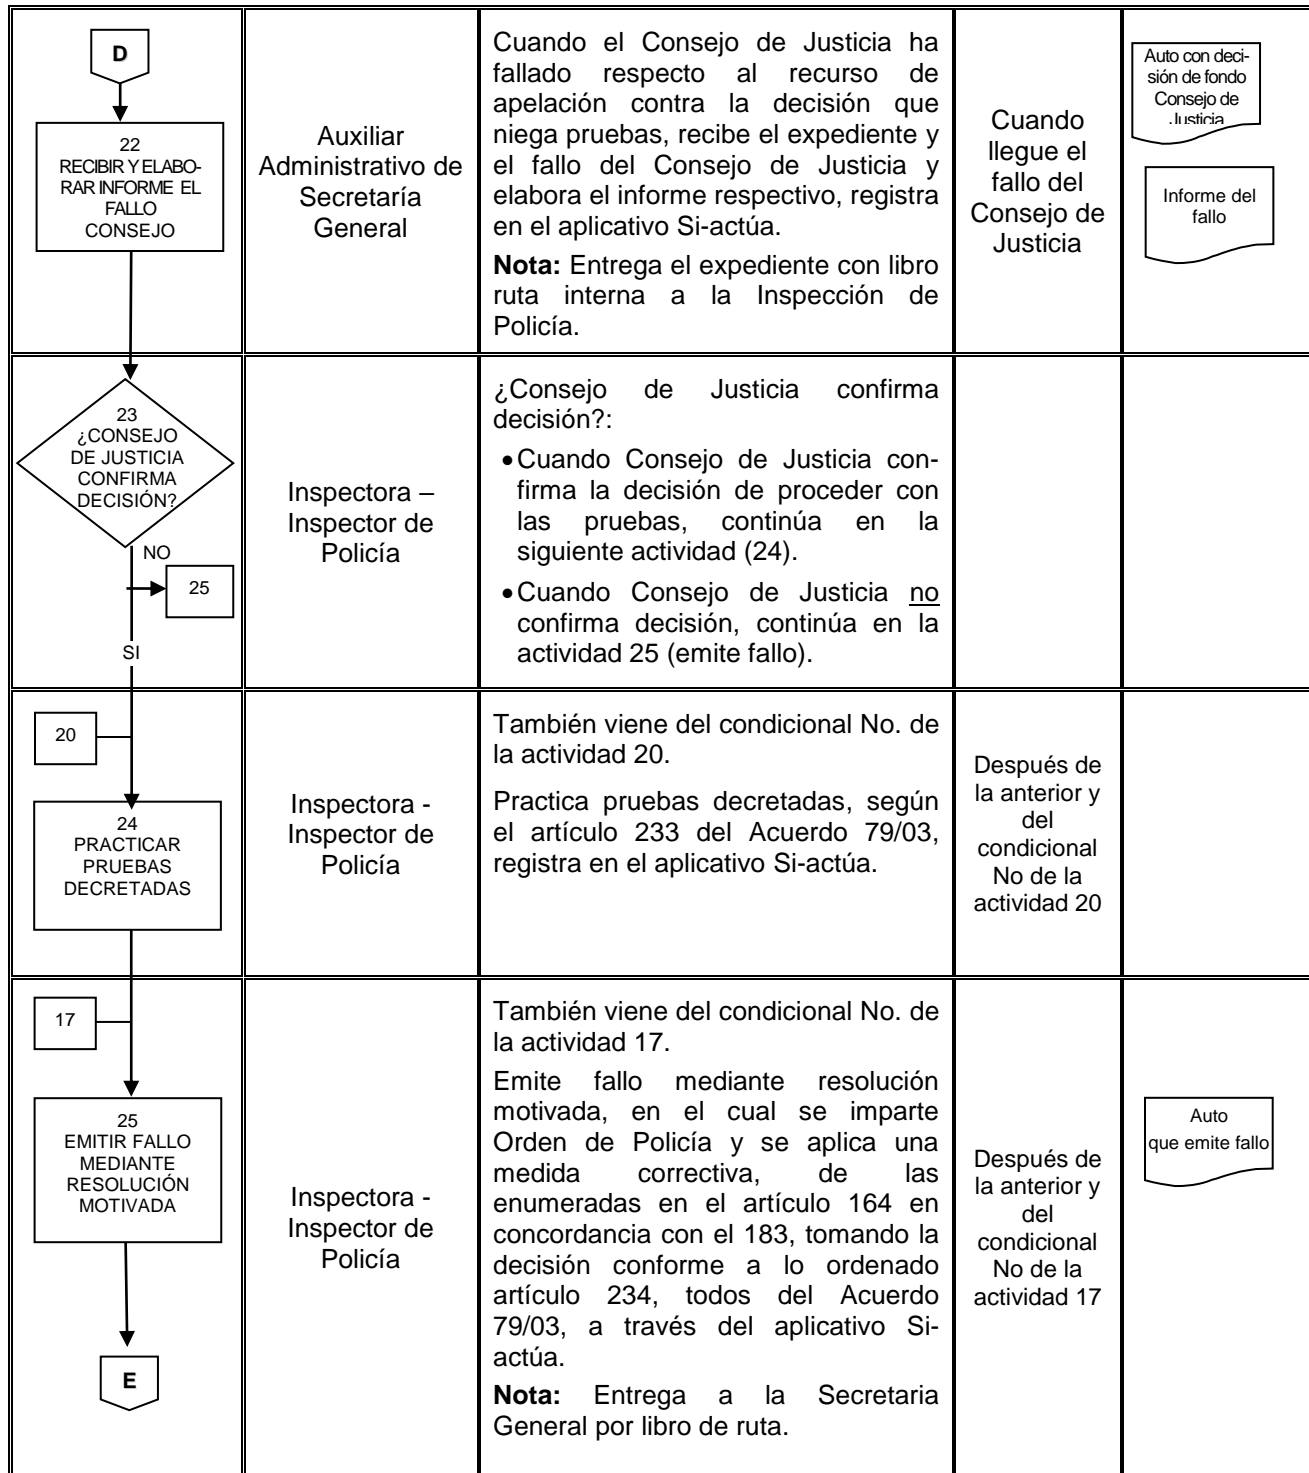 D
22
RECIBIR Y ELABO-
RAR INFORME EL
FALLO
CONSEJO
Auxiliar
Administrativo de
Secretaría
General
Cuando el Consejo de Justicia ha
fallado respecto al recurso de
apelación contra la decisión que
niega pruebas, recibe el expediente y
el fallo del Consejo de Justicia y
elabora el informe respectivo, registra
en el aplicativo Si-actúa.
Nota: Entrega el expediente con libro
ruta interna a la Inspección de
Policía.
Cuando
llegue el
fallo del
Consejo de
Justicia
Auto con deci-
sión de fondo
Consejo de
Justicia
Informe del
fallo
23
¿CONSEJO
DE JUSTICIA
CONFIRMA
DECISIÓN?
NO
25
SI
Inspectora –
Inspector de
Policía
¿Consejo de Justicia confirma
decisión?:
• Cuando Consejo de Justicia con-
firma la decisión de proceder con
las pruebas, continúa en la
siguiente actividad (24).
• Cuando Consejo de Justicia no
confirma decisión, continúa en la
actividad 25 (emite fallo).
20
24
PRACTICAR
PRUEBAS
DECRETADAS
Inspectora -
Inspector de
Policía
También viene del condicional No. de
la actividad 20.
Practica pruebas decretadas, según
el artículo 233 del Acuerdo 79/03,
registra en el aplicativo Si-actúa.
Después de
la anterior y
del
condicional
No de la
actividad 20
17
25
EMITIR FALLO
MEDIANTE
RESOLUCIÓN
MOTIVADA
E
Inspectora -
Inspector de
Policía
También viene del condicional No. de
la actividad 17.
Emite fallo mediante resolución
motivada, en el cual se imparte
Orden de Policía y se aplica una
medida correctiva, de las
enumeradas en el artículo 164 en
concordancia con el 183, tomando la
decisión conforme a lo ordenado
artículo 234, todos del Acuerdo
79/03, a través del aplicativo Si-
actúa.
Nota: Entrega a la Secretaria
General por libro de ruta.
Después de
la anterior y
del
condicional
No de la
actividad 17
Auto
que emite fallo